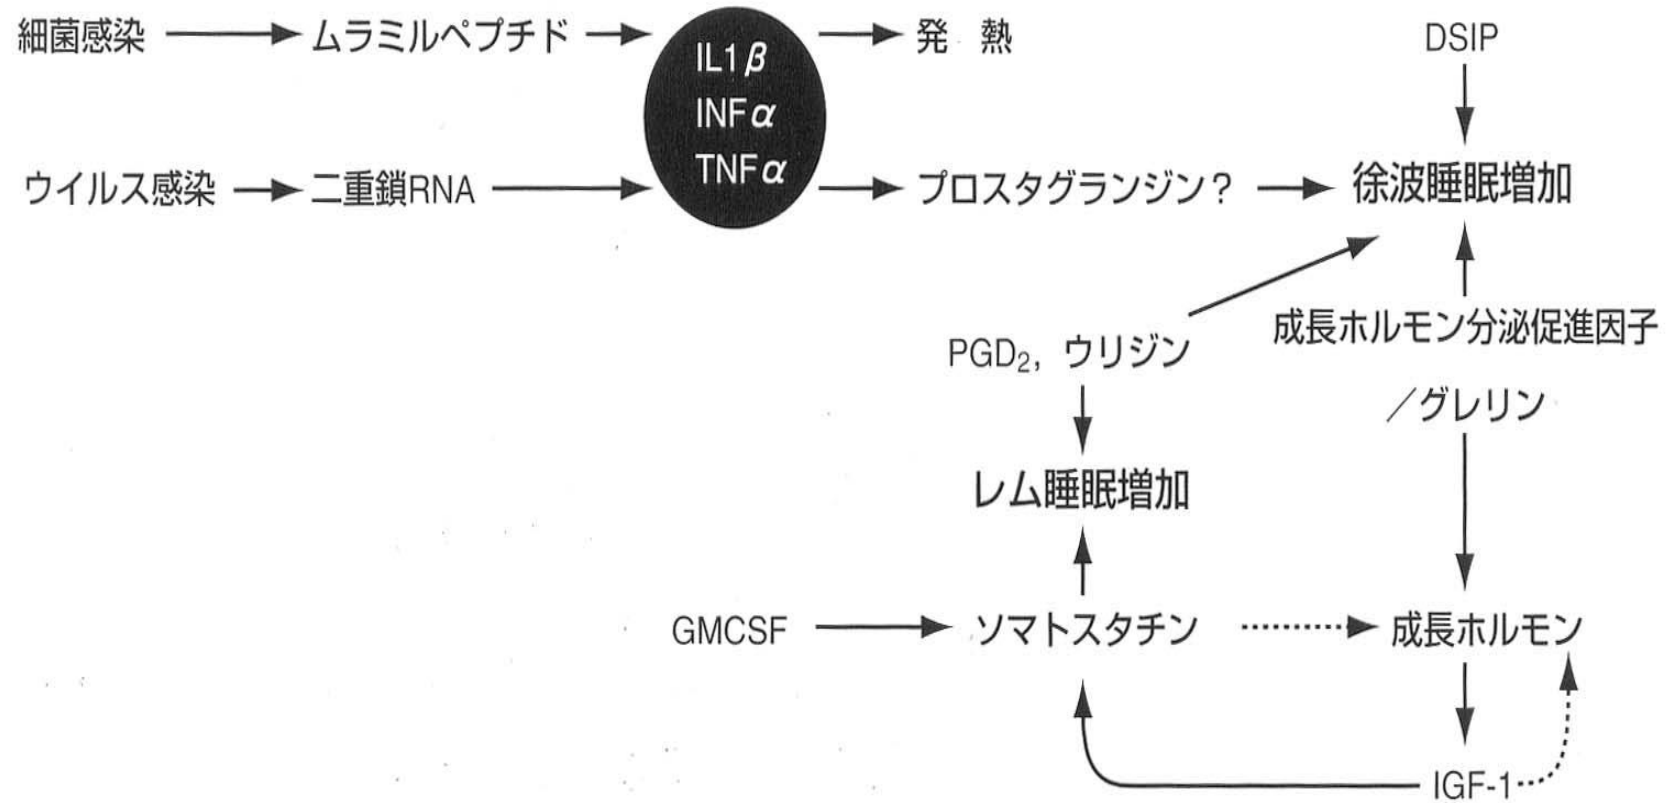 細菌感染
ムラミルペプチド
IL1β
INFα
TNFα
発 熱
DSIP
ウイルス感染
二重鎖RNA
プロスタグランジン?
徐波睡眠増加
成長ホルモン分泌促進因子
/グレリン
PGD₂, ウリジン
レム睡眠増加
GMCSF
ソマトスタチン
成長ホルモン
IGF-1